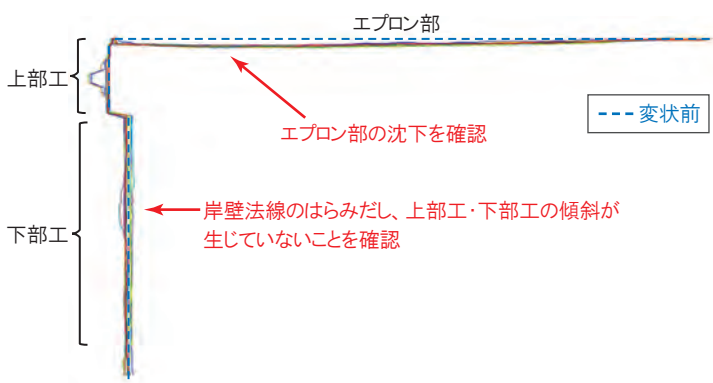 エプロン部
上部工
エプロン部の沈下を確認
変状前
岸壁法線のはらみだし、上部工・下部工の傾斜が
生じていないことを確認
下部工